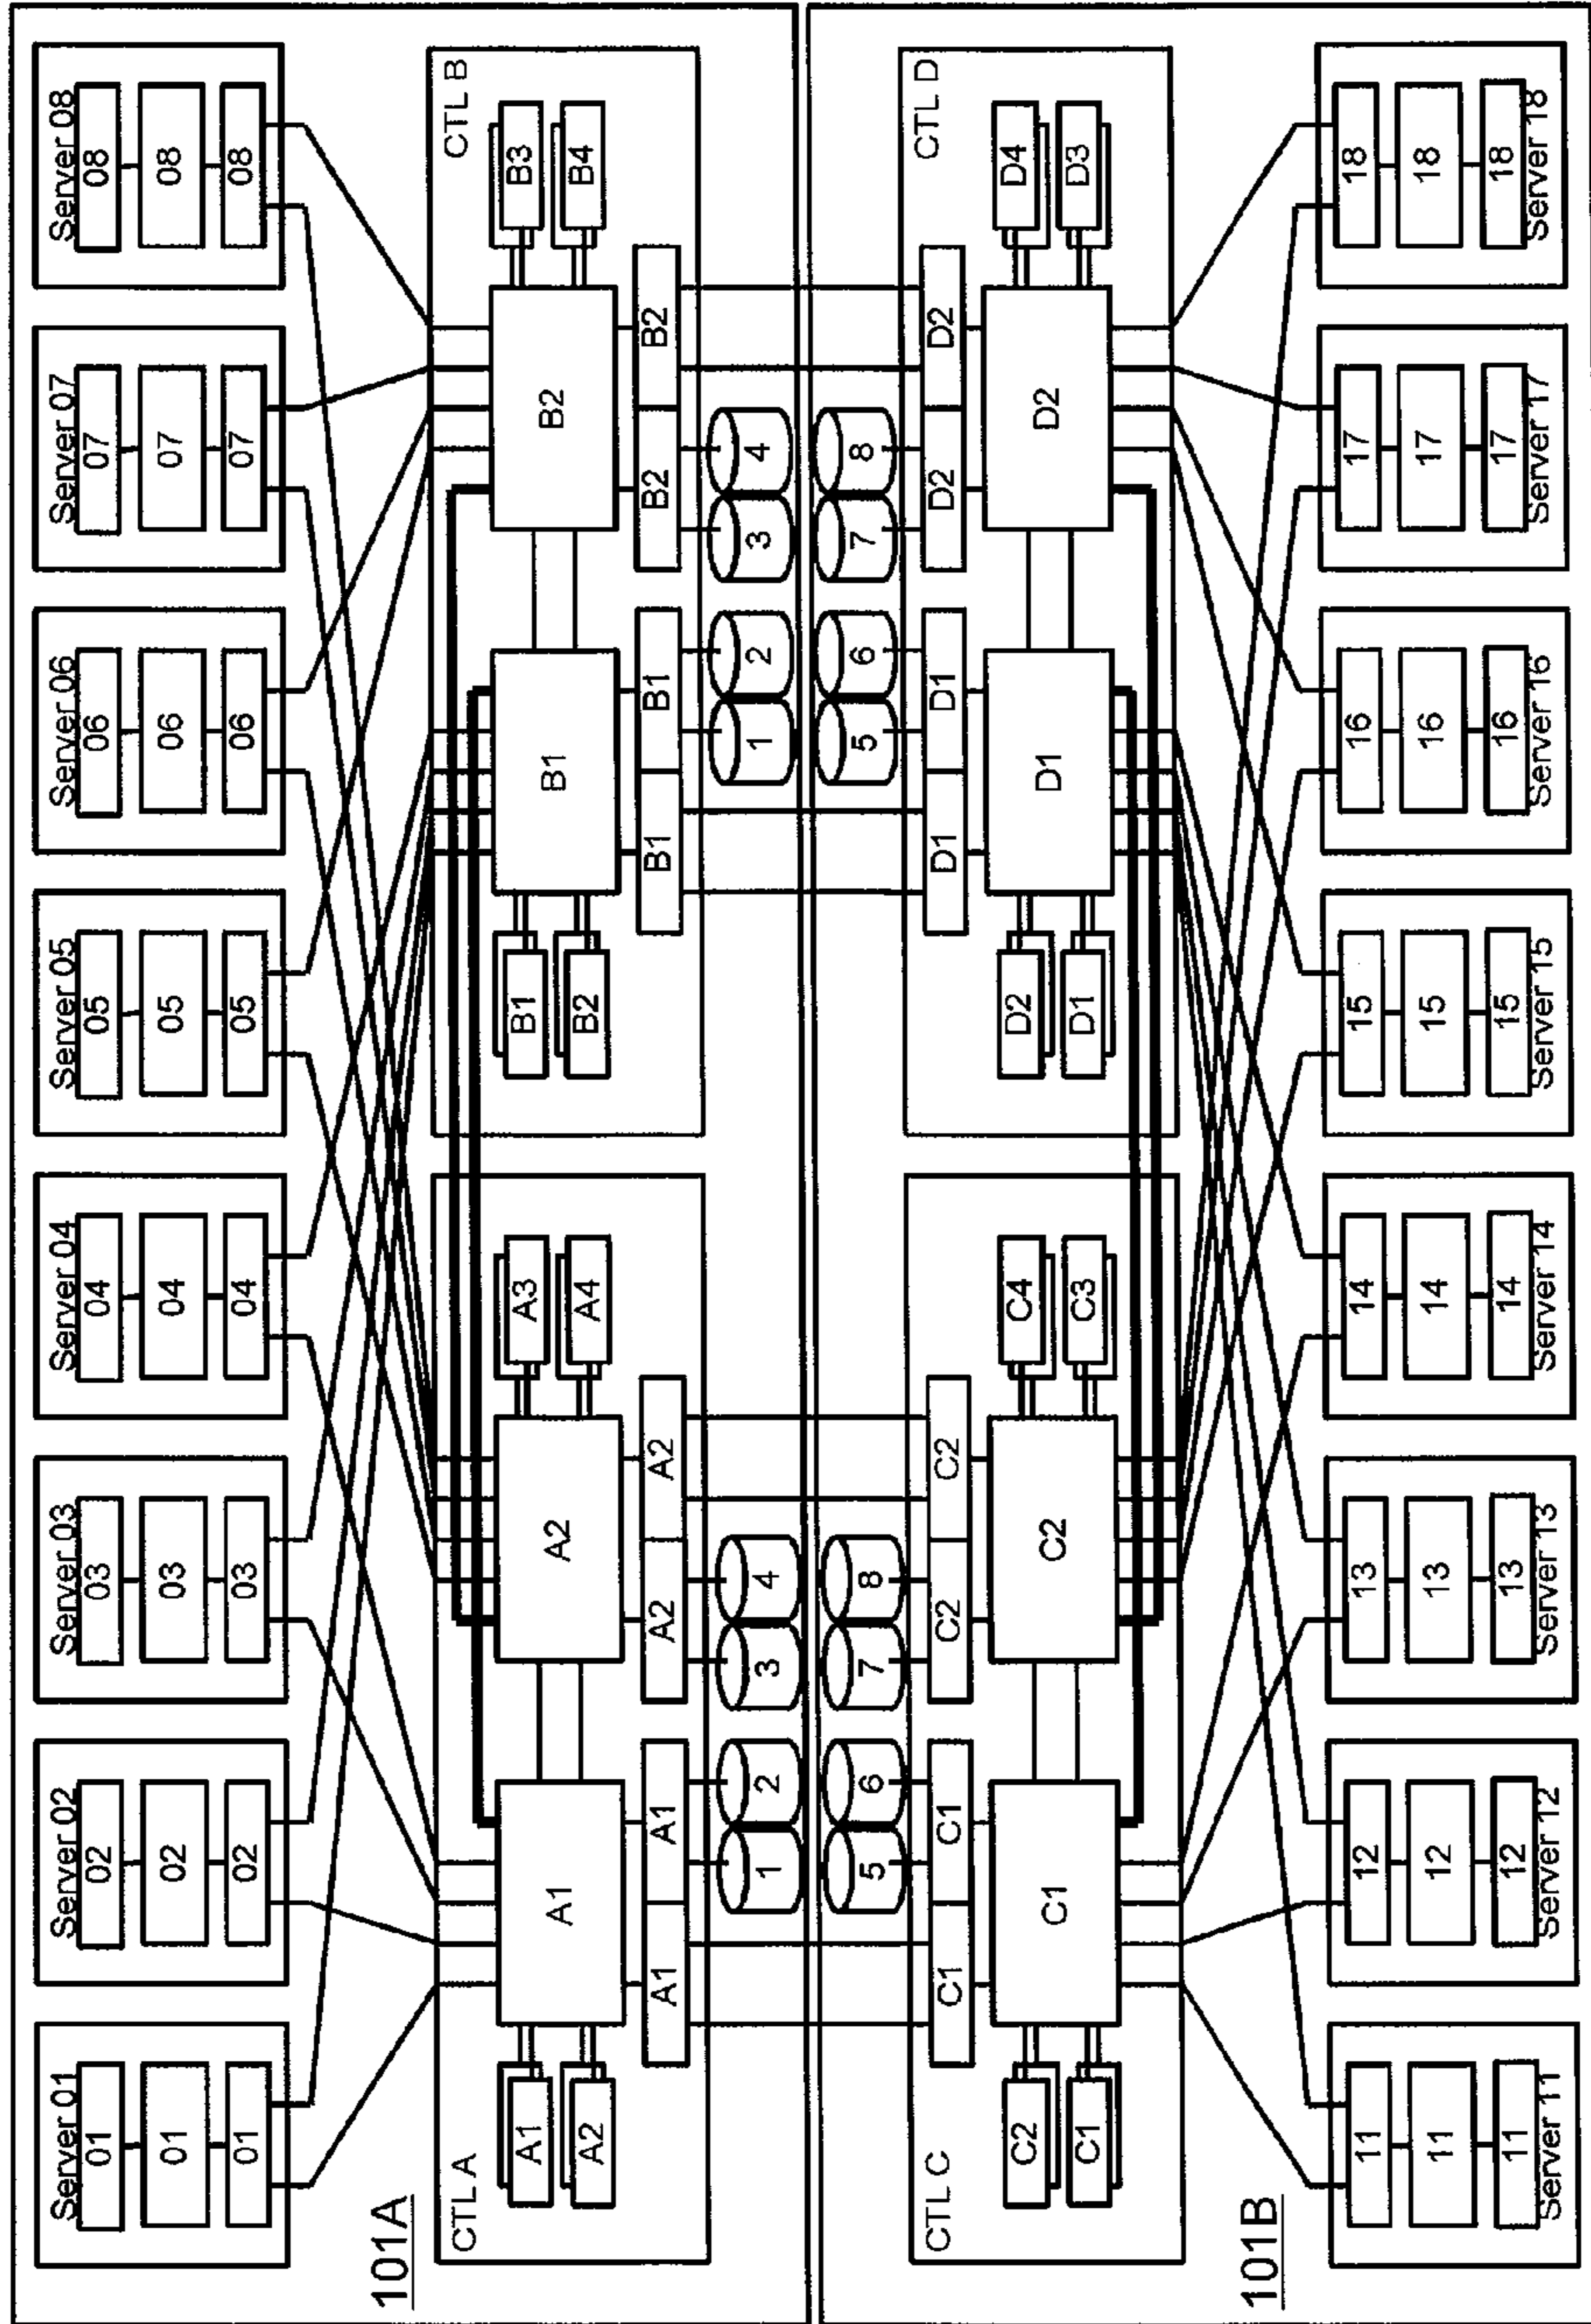 101A
Server 01
01
01
01
Server 02
02
02
02
Server 03
03
03
03
Server 04
04
04
04
Server 05
05
05
05
Server 06
06
06
06
Server 07
07
07
07
Server 08
08
08
08
CTL A
A1
A2
A1
A2
A3
A4
A1
A1
A2
A2
1
2
3
4
CTL B
B1
B2
B1
B2
B3
B4
B1
B1
B2
B2
1
2
3
4
101B
CTL C
5
6
7
8
C1
C1
C2
C2
C2
C1
C1
C2
C4
C3
CTL D
5
6
7
8
D1
D1
D2
D2
D2
D1
D1
D2
D4
D3
11
11
11
Server 11
12
12
12
Server 12
13
13
13
Server 13
14
14
14
Server 14
15
15
15
Server 15
16
16
16
Server 16
17
17
17
Server 17
18
18
18
Server 18